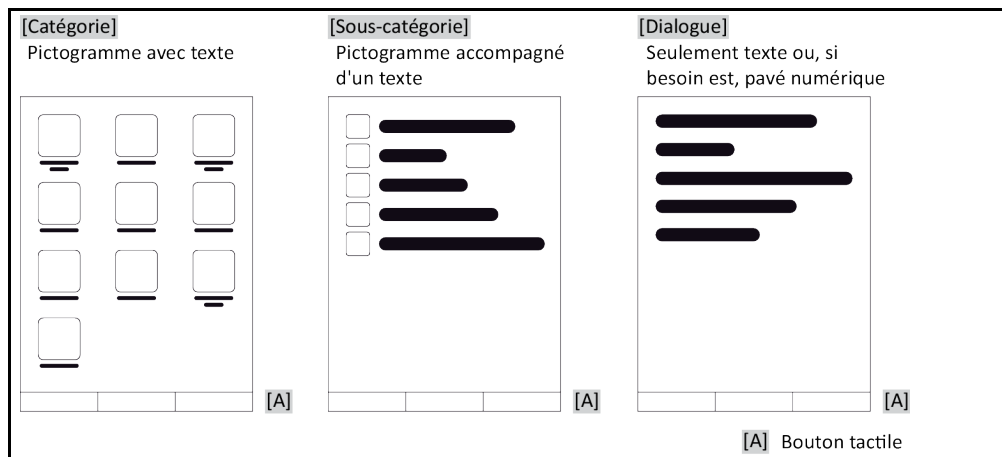 [Catégorie]
Pictogramme avec texte
[Sous-catégorie]
Pictogramme accompagné
d'un texte
[Dialogue]
Seulement texte ou, si
besoin est, pavé numérique
[A]
[A]
[A]
[A] Bouton tactile